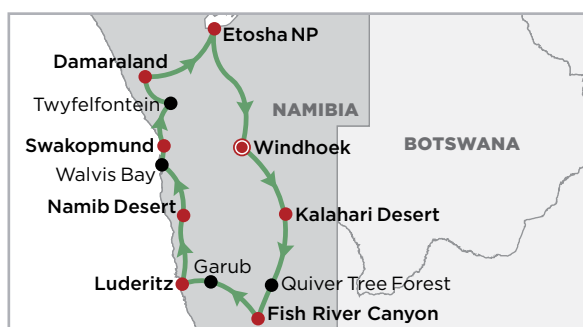 Etosha NP
Damaraland
Twyfelfontein
NAMIBIA
Swakopmund
Windhoek
BOTSWANA
Walvis Bay
Namib Desert
Kalahari Desert
Garub
Luderitz
Quiver Tree Forest
Fish River Canyon